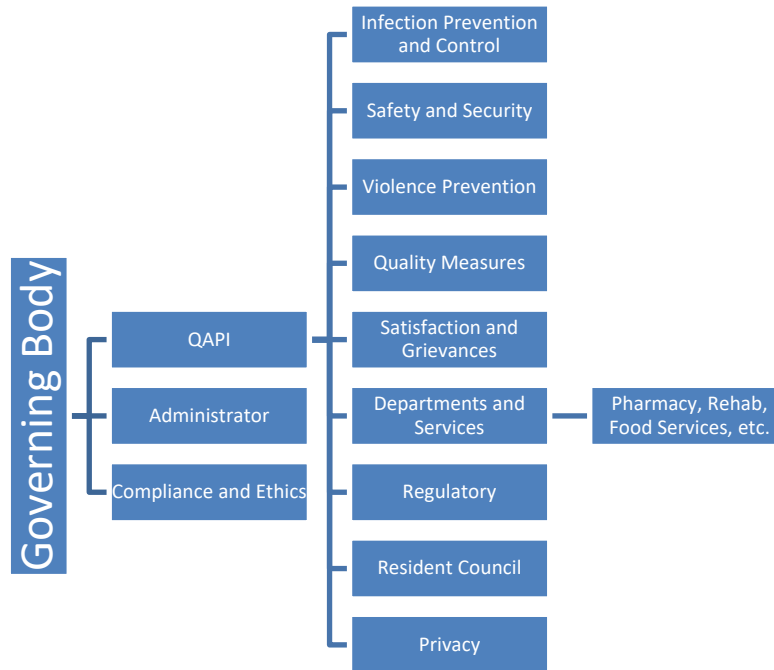 Governing Body
QAPI
Administrator
Compliance and Ethics
Infection Prevention
and Control
Safety and Security
Violence Prevention
Quality Measures
Satisfaction and
Grievances
Departments and
Services
Pharmacy, Rehab,
Food Services, etc.
Regulatory
Resident Council
Privacy